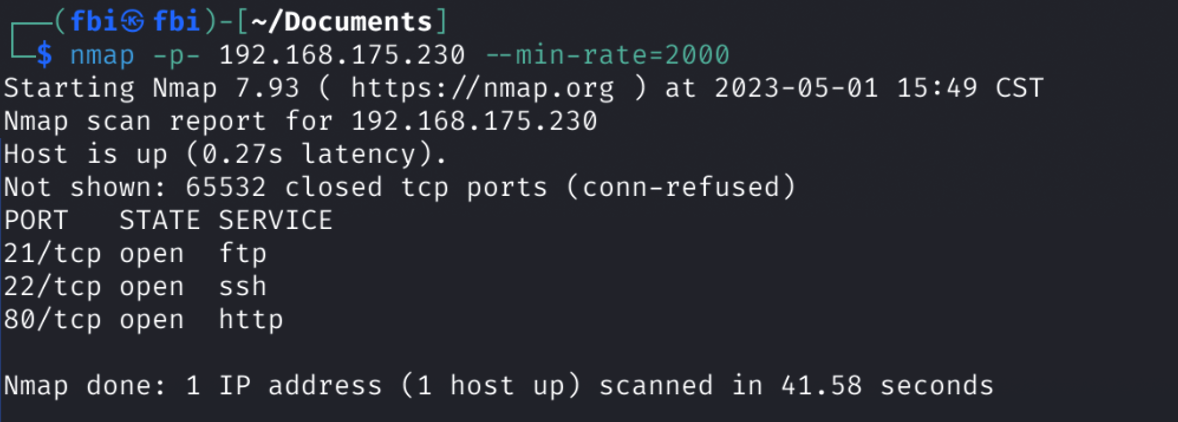 ┌──(fbi㉿fbi)-[~/Documents]
└─$ nmap -p- 192.168.175.230 --min-rate=2000
Starting Nmap 7.93 ( https://nmap.org ) at 2023-05-01 15:49 CST
Nmap scan report for 192.168.175.230
Host is up (0.27s latency).
Not shown: 65532 closed tcp ports (conn-refused)
PORT   STATE SERVICE
21/tcp open  ftp
22/tcp open  ssh
80/tcp open  http
Nmap done: 1 IP address (1 host up) scanned in 41.58 seconds